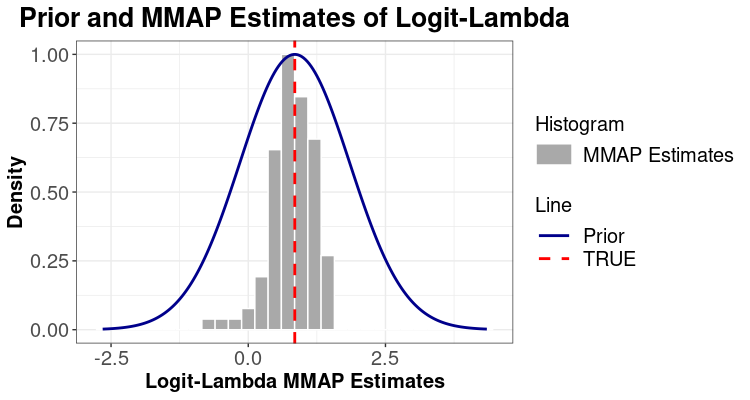 Prior and MMAP Estimates of Logit-Lambda
1.00
0.75
0.50
0.25
0.00
Density
-2.5 0.0 2.5
Logit-Lambda MMAP Estimates
Histogram
MMAP Estimates
Line
Prior
TRUE